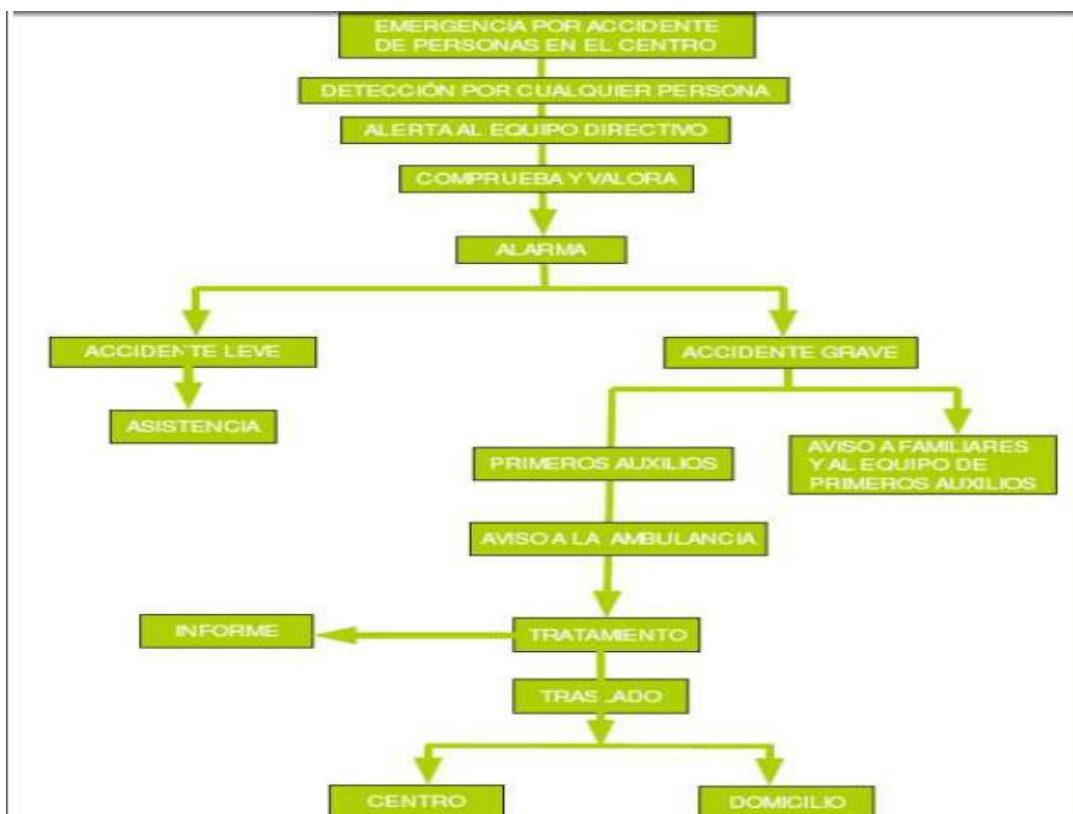 EMERGENCIA POR ACCIDENTE
DE PERSONAS EN EL CENTRO
DETECCIÓN POR CUALQUIER PERSONA
ALERTA AL EQUIPO DIRECTIVO
COMPRUEBA Y VALORA
ALARMA
ACCIDENTE LEVE
ACCIDENTE GRAVE
ASISTENCIA
PRIMEROS AUXILIOS
AVISO A FAMILIARES
Y AL EQUIPO DE
PRIMEROS AUXILIOS
AVISO A LA AMBULANCIA
INFORME
TRATAMIENTO
TRASLADO
CENTRO
DOMICILIO